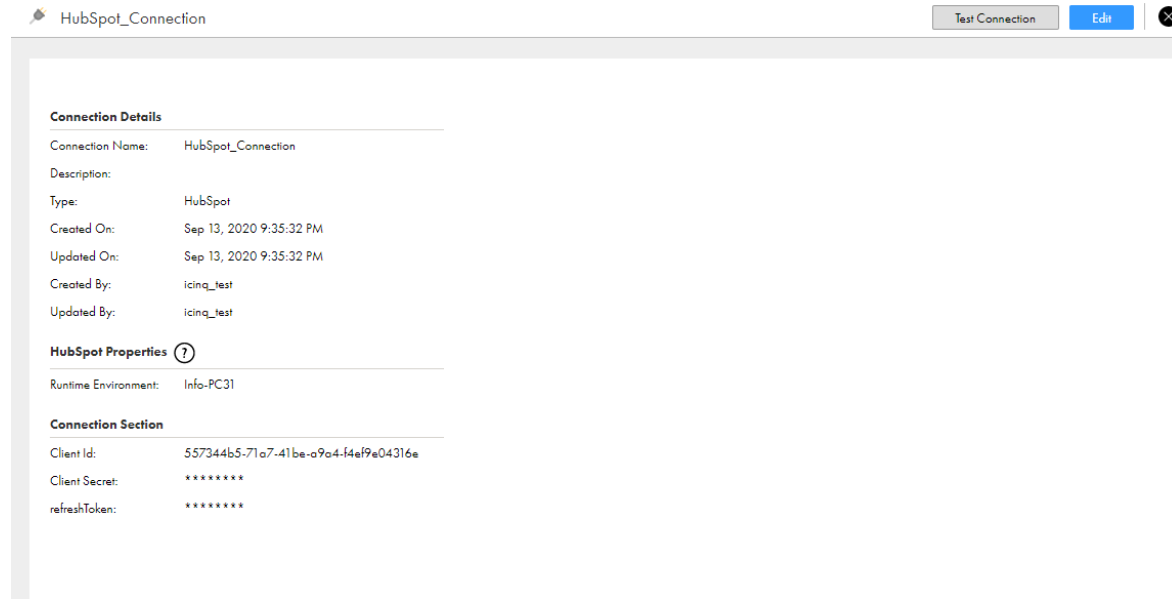 HubSpot_Connection
Test Connection
Edit
Connection Details
Connection Name: HubSpot_Connection
Description:
Type: HubSpot
Created On: Sep 13, 2020 9:35:32 PM
Updated On: Sep 13, 2020 9:35:32 PM
Created By: icinq_test
Updated By: icinq_test
HubSpot Properties ?
Runtime Environment: Info-PC31
Connection Section
Client Id: 557344b5-71a7-41be-a9a4-f4ef9e04316e
Client Secret: ********
refreshToken: ********